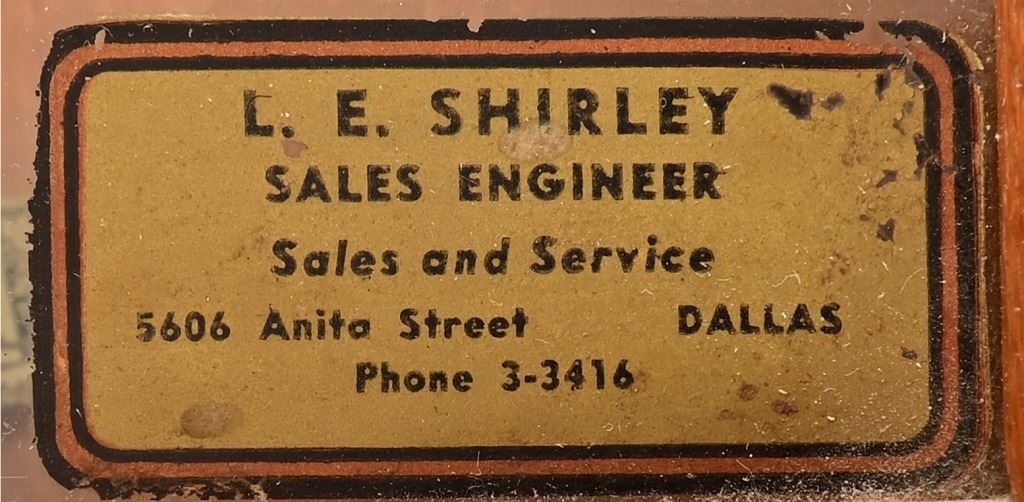 L. E. SHIRLEY
SALES ENGINEER
Sales and Service
5606 Anita Street DALLAS
Phone 3-3416